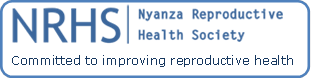 NRHS
Nyanza Reproductive
Health Society
Committed to improving reproductive health